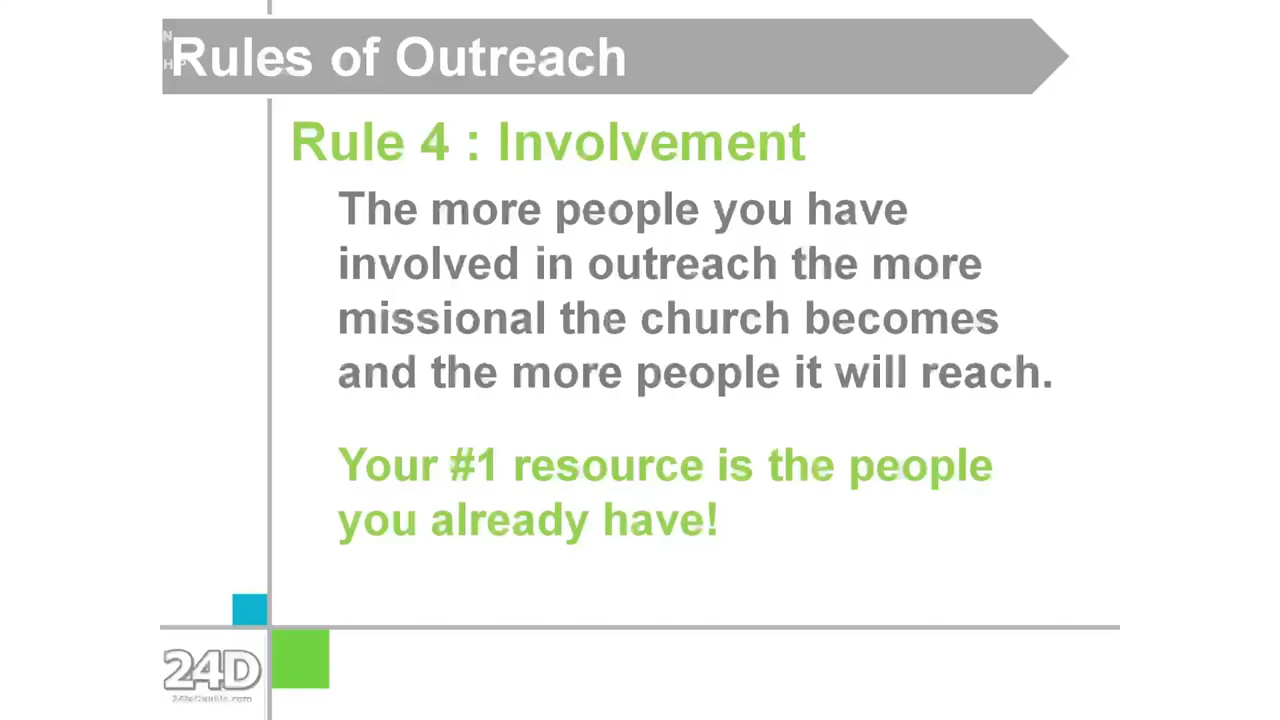 Rules of Outreach
Rule 4 : Involvement
The more people you have
involved in outreach the more
missional the church becomes
and the more people it will reach.
Your #1 resource is the people
you already have!
24D